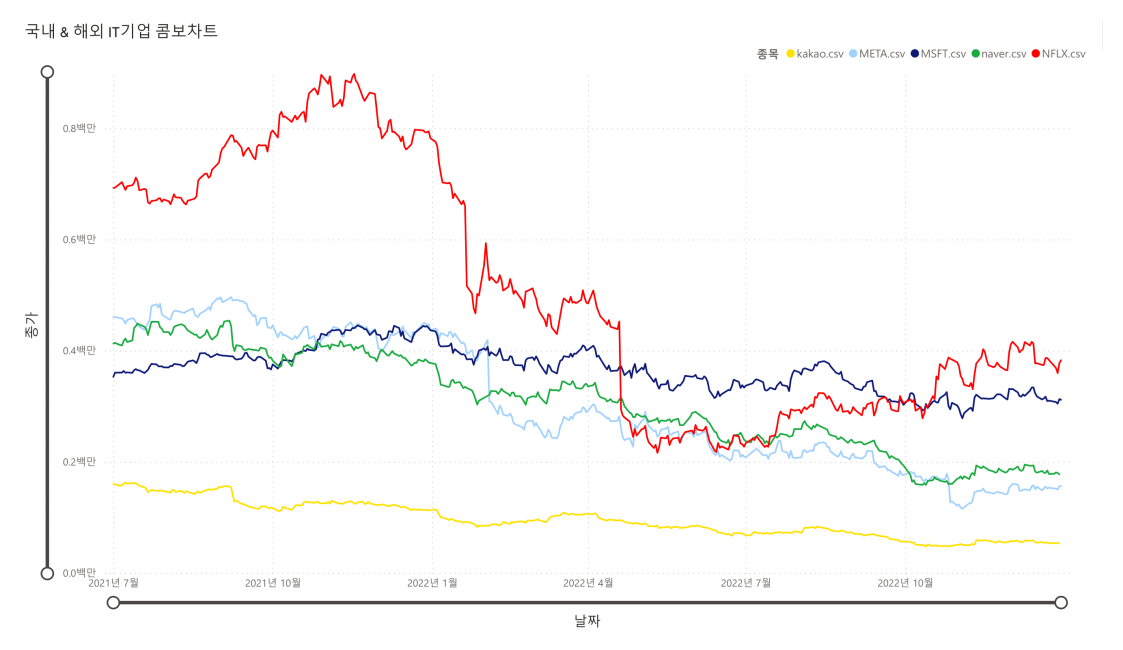 국내 & 해외 IT기업 콤보차트
종목 kakao.csv META.csv MSFT.csv naver.csv NFLX.csv
종가
0.8백만
0.6백만
0.4백만
0.2백만
0.0백만
2021년 7월 2021년 10월 2022년 1월 2022년 4월 2022년 7월 2022년 10월
날짜